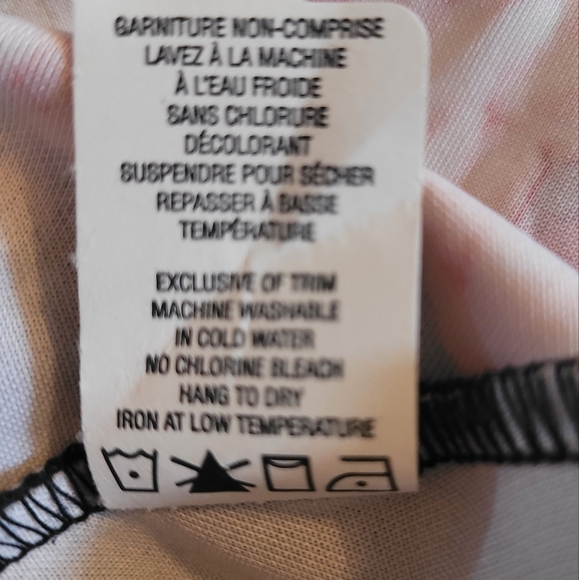 GARNITURE NON-COMPRISE
LAVEZ À LA MACHINE
À L'EAU FROIDE
SANS CHLORURE
DÉCOLORANT
SUSPENDRE POUR SÉCHER
REPASSER À BASSE
TEMPÉRATURE
EXCLUSIVE OF TRIM
MACHINE WASHABLE
IN COLD WATER
NO CHLORINE BLEACH
HANG TO DRY
IRON AT LOW TEMPERATURE